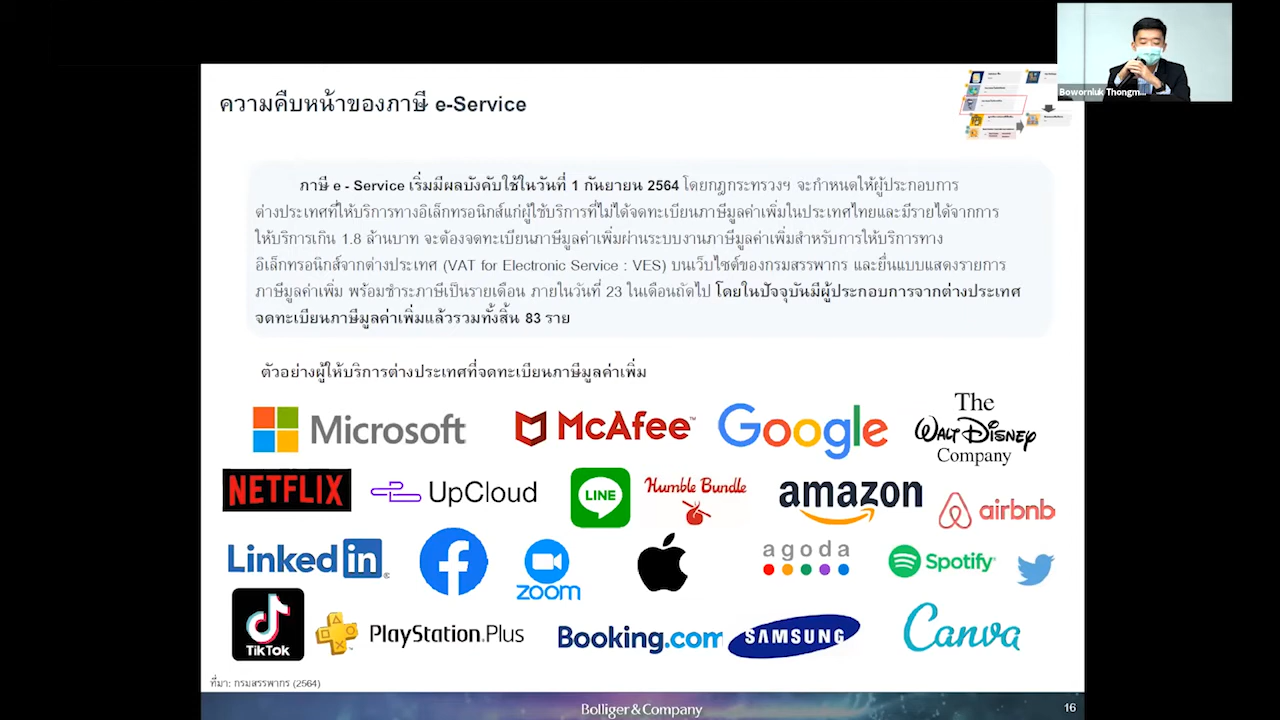 Bowornluk Thongm...
ความคืบหน้าของภาษี e-Service
ภาษี e - Service เริ่มมีผลบังคับใช้ในวันที่ 1 กันยายน 2564 โดยกฎกระทรวงฯ จะกำหนดให้ผู้ประกอบการ
ต่างประเทศที่ให้บริการทางอิเล็กทรอนิกส์แก่ผู้ใช้บริการที่ไม่ได้จดทะเบียนภาษีมูลค่าเพิ่มในประเทศไทยและมีรายได้จากการ
ให้บริการเกิน 1.8 ล้านบาท จะต้องจดทะเบียนภาษีมูลค่าเพิ่มผ่านระบบงานภาษีมูลค่าเพิ่มสำหรับการให้บริการทาง
อิเล็กทรอนิกส์จากต่างประเทศ (VAT for Electronic Service : VES) บนเว็บไซต์ของกรมสรรพากร และยื่นแบบแสดงรายการ
ภาษีมูลค่าเพิ่ม พร้อมชำระภาษีเป็นรายเดือน ภายในวันที่ 23 ในเดือนถัดไป โดยในปัจจุบันมีผู้ประกอบการจากต่างประเทศ
จดทะเบียนภาษีมูลค่าเพิ่มแล้วรวมทั้งสิ้น 83 ราย
ตัวอย่างผู้ให้บริการต่างประเทศที่จดทะเบียนภาษีมูลค่าเพิ่ม
Microsoft McAfee™ Google The
WALT DISNEY
Company
NETFLIX UpCloud LINE Humble Bundle amazon airbnb
Linked in® zoom agoda Spotify®
TikTok PlayStation.Plus Booking.com SAMSUNG Canva
ที่มา: กรมสรรพากร (2564)
Bolliger & Company 16